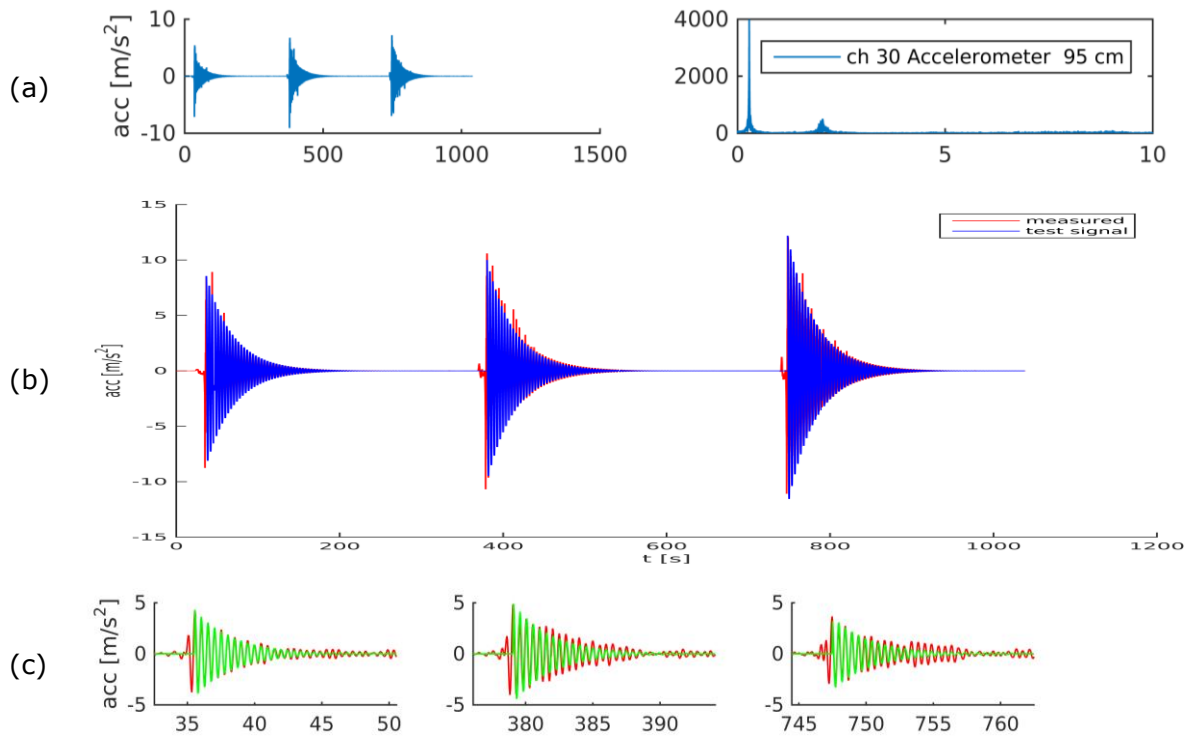 (a)
acc [m/s²]
10
0
-10
0 500 1000 1500
4000
2000
0
ch 30 Accelerometer 95 cm
0 5 10
(b)
acc [m/s²]
15
10
5
0
-5
-10
-15
measured
test signal
0 200 400 600 800 1000 1200
t [s]
(c)
acc [m/s²]
5
0
-5
35 40 45 50
5
0
-5
380 385 390
5
0
-5
745 750 755 760